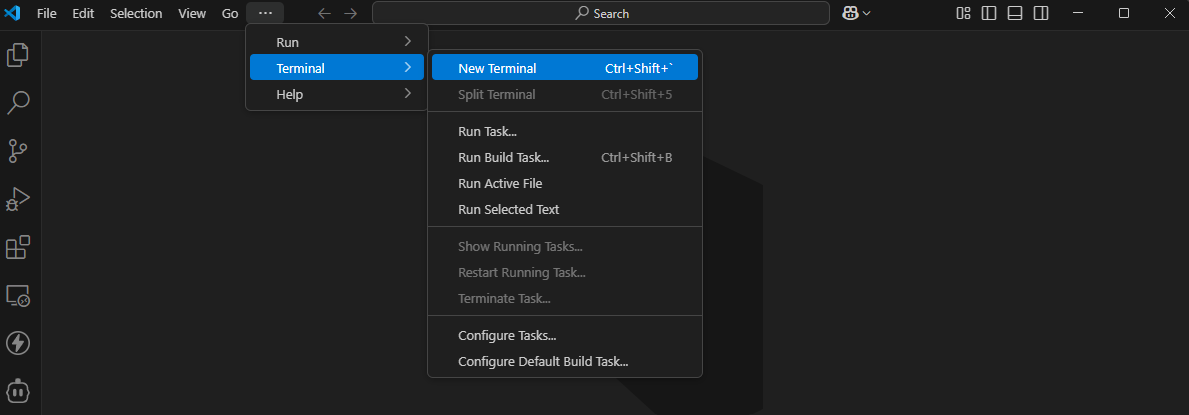 File Edit Selection View Go ... Search
Run
Terminal
Help
New Terminal Ctrl+Shift+`
Split Terminal Ctrl+Shift+5
Run Task...
Run Build Task... Ctrl+Shift+B
Run Active File
Run Selected Text
Show Running Tasks...
Restart Running Task...
Terminate Task...
Configure Tasks...
Configure Default Build Task...